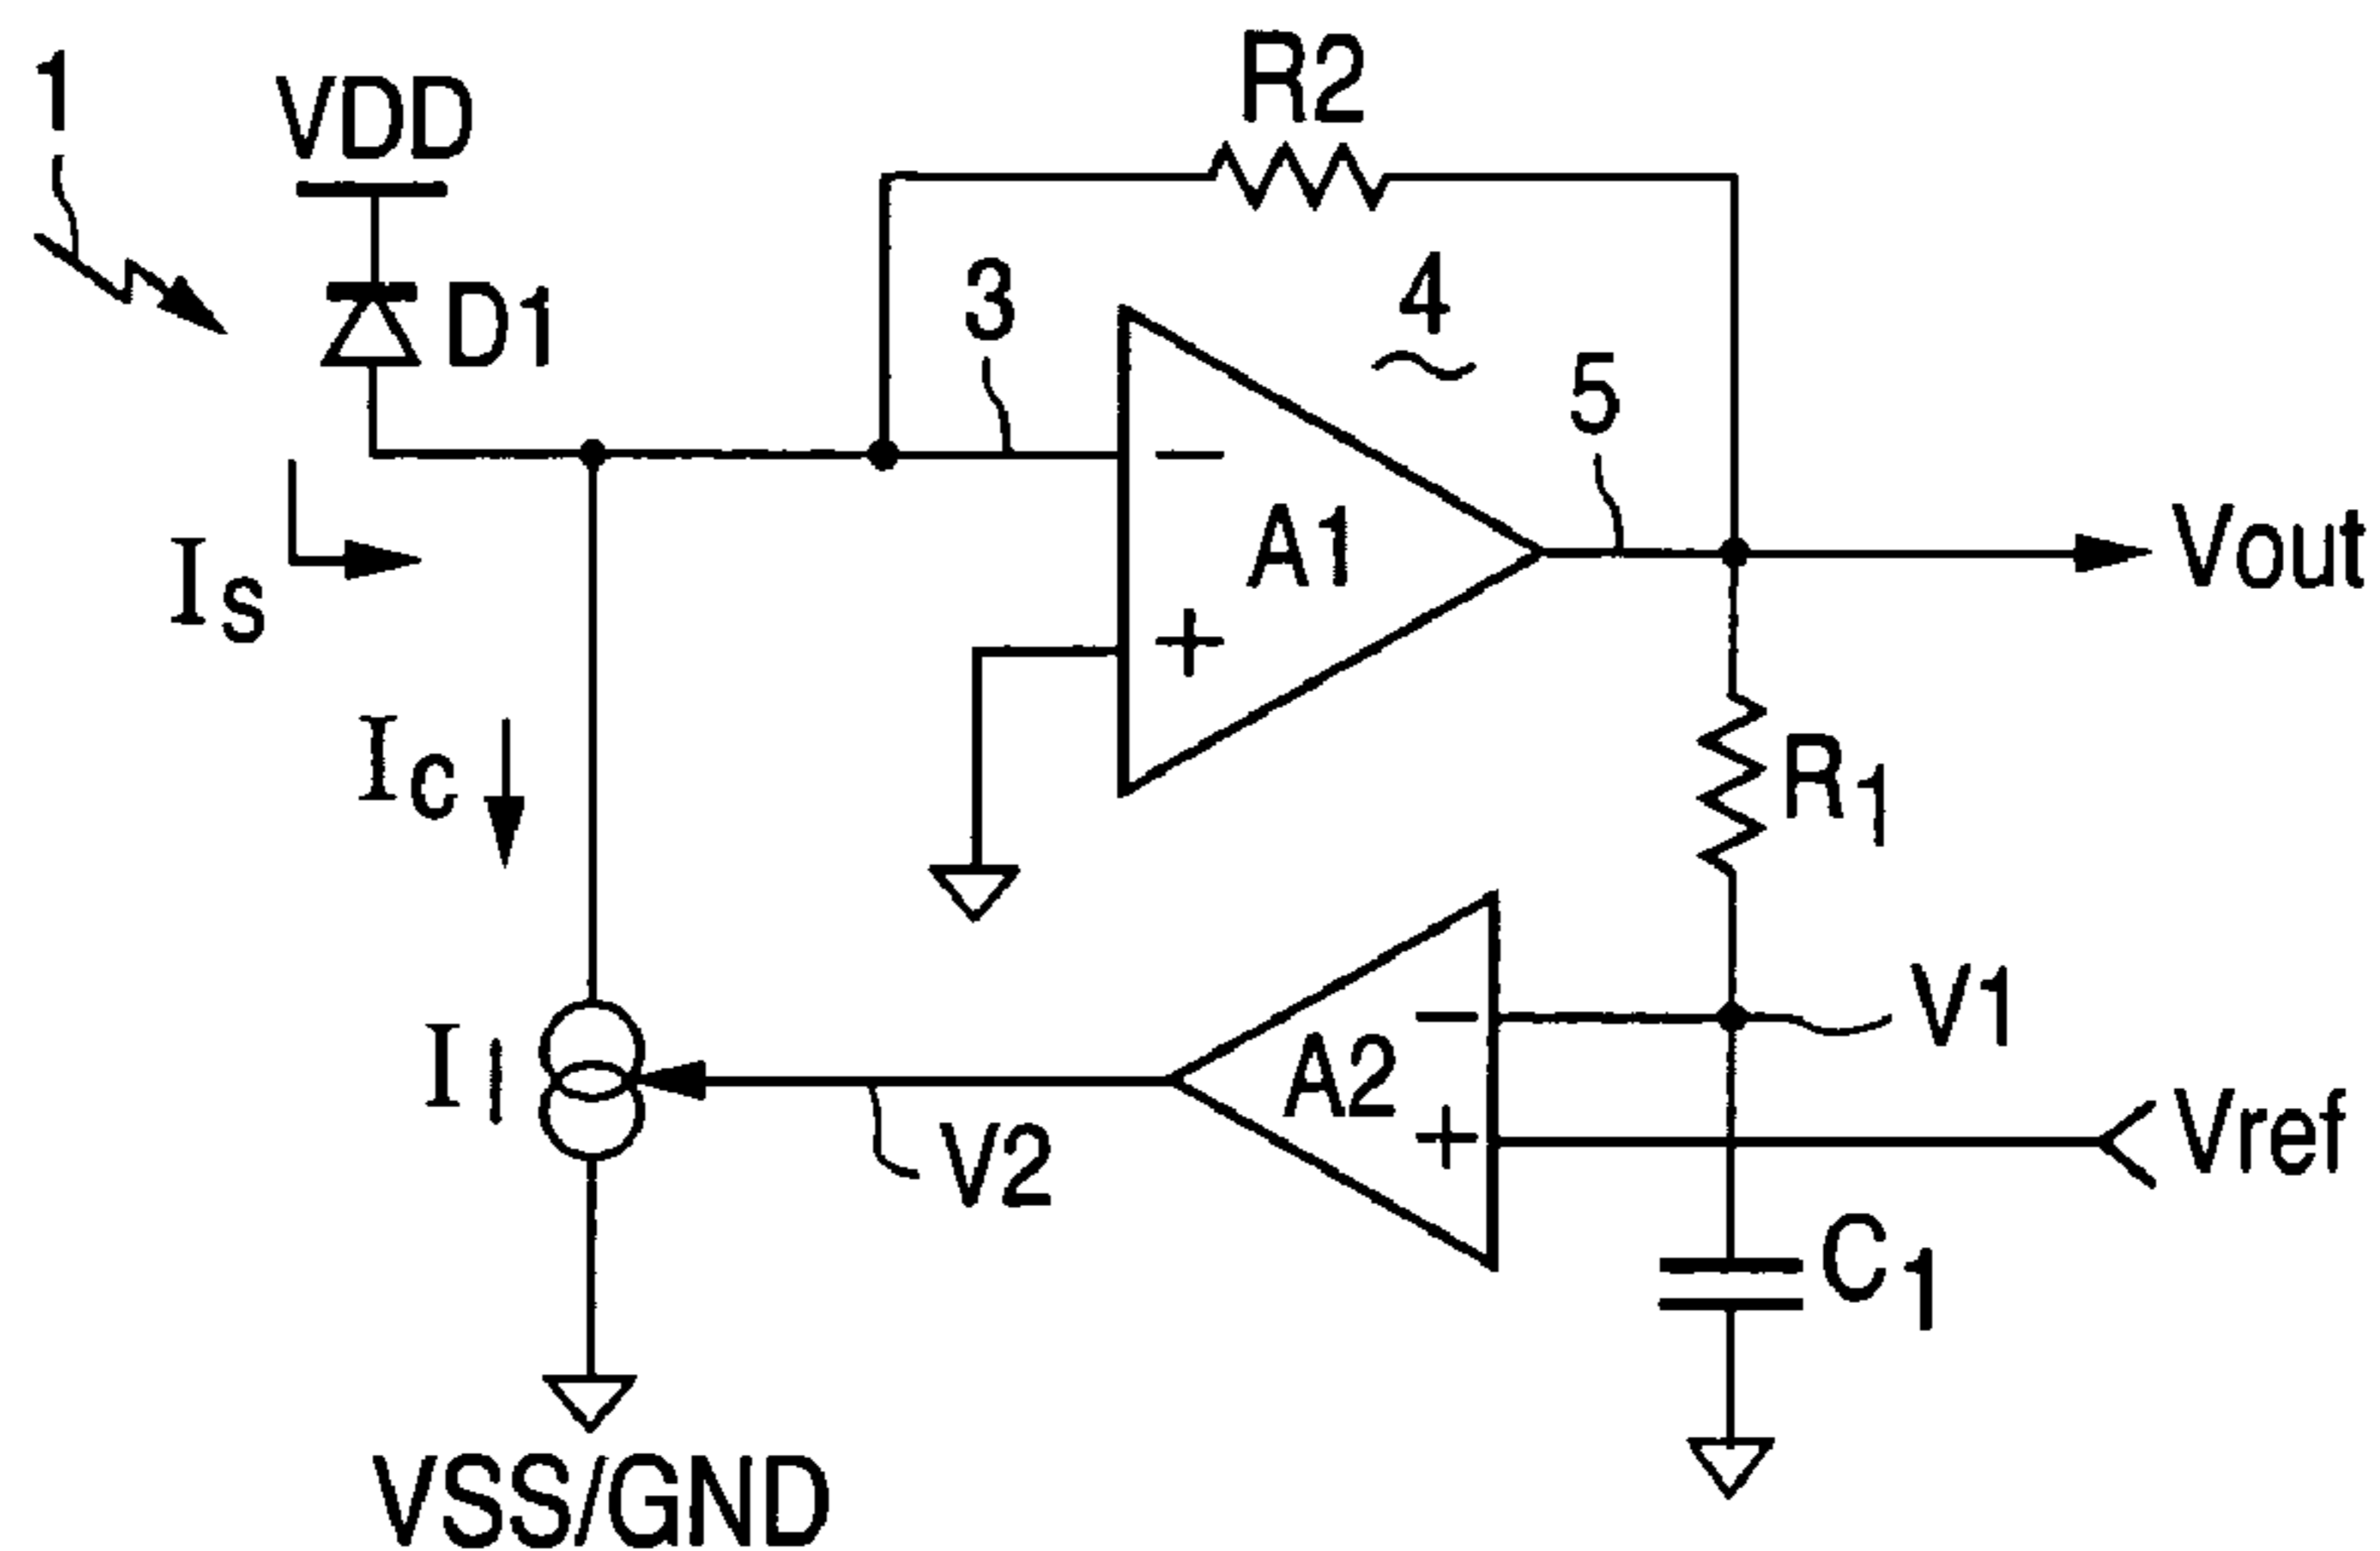 1
VDD
R2
D1
3
4
5
A1
Vout
Is
Ic
R1
V1
A2
I1
V2
Vref
C1
VSS/GND
−
+
−
+